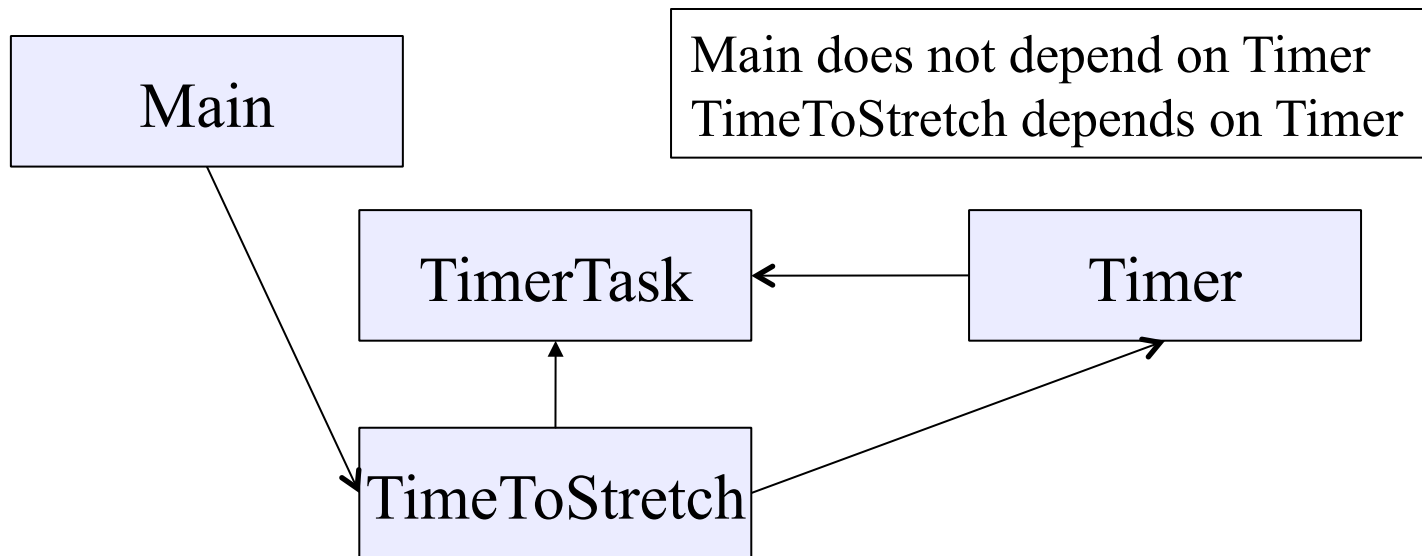 Main does not depend on Timer
TimeToStretch depends on Timer
Main
TimerTask
Timer
TimeToStretch